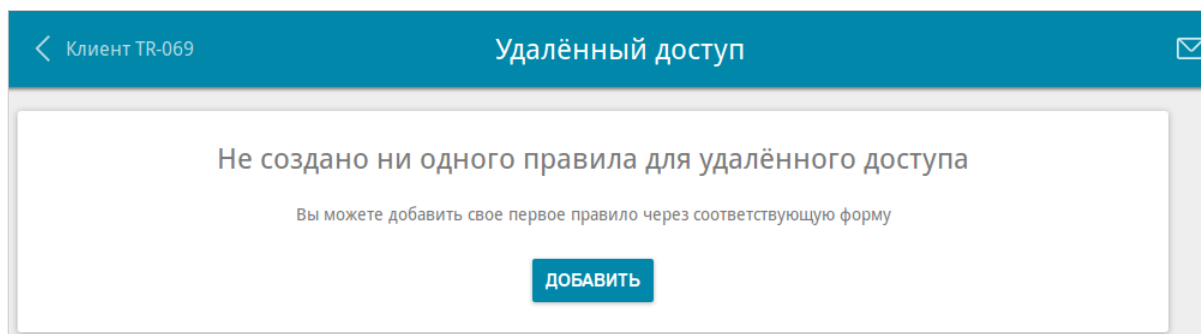 Клиент TR-069
Удалённый доступ
Не создано ни одного правила для удалённого доступа
Вы можете добавить свое первое правило через соответствующую форму
ДОБАВИТЬ